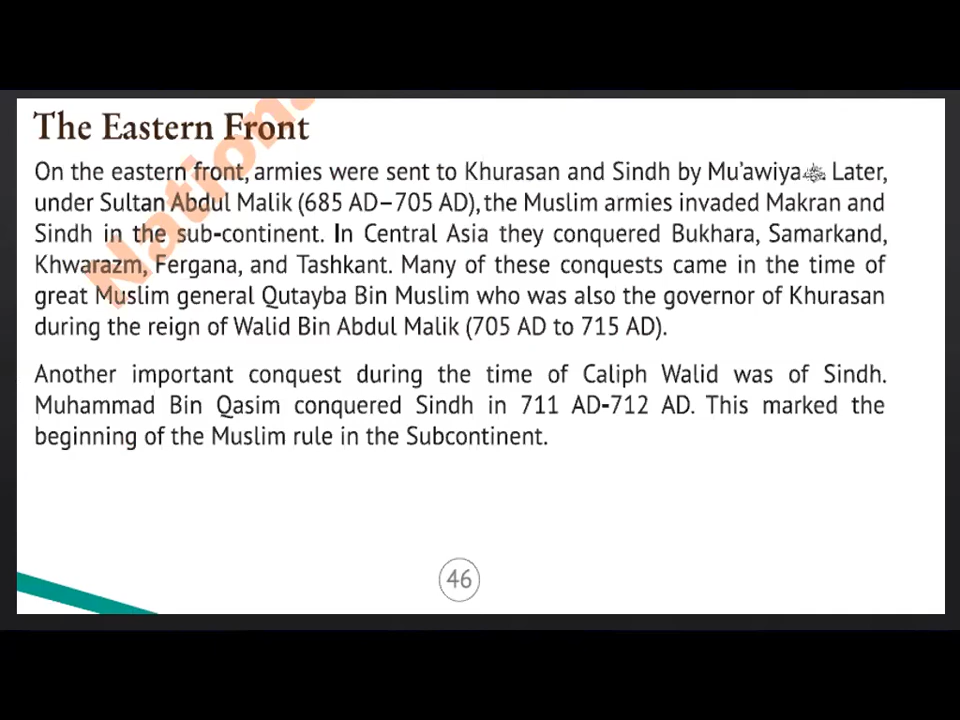 The Eastern Front
On the eastern front, armies were sent to Khurasan and Sindh by Mu'awiya Later,
under Sultan Abdul Malik (685 AD–705 AD), the Muslim armies invaded Makran and
Sindh in the sub-continent. In Central Asia they conquered Bukhara, Samarkand,
Khwarazm, Fergana, and Tashkant. Many of these conquests came in the time of
great Muslim general Qutayba Bin Muslim who was also the governor of Khurasan
during the reign of Walid Bin Abdul Malik (705 AD to 715 AD).
Another important conquest during the time of Caliph Walid was of Sindh.
Muhammad Bin Qasim conquered Sindh in 711 AD-712 AD. This marked the
beginning of the Muslim rule in the Subcontinent.
46